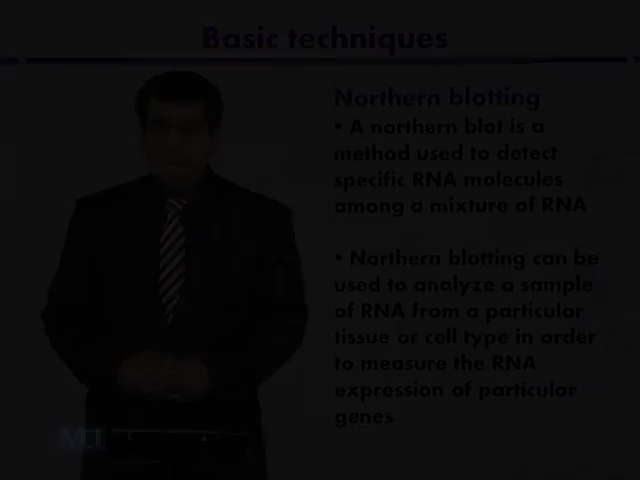 Basic techniques
Northern blotting
• A northern blot is a
method used to detect
specific RNA molecules
among a mixture of RNA
• Northern blotting can be
used to analyze a sample
of RNA from a particular
tissue or cell type in order
to measure the RNA
expression of particular
genes